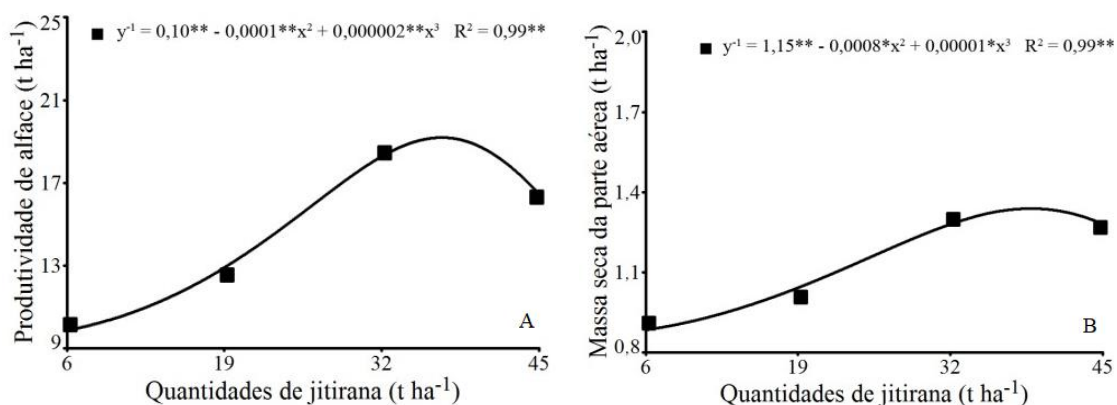 Produtividade de alface (t ha⁻¹)
25
21
17
13
9
■ y⁻¹ = 0,10** - 0,0001**x² + 0,000002**x³ R² = 0,99**
A
6 19 32 45
Quantidades de jitirana (t ha⁻¹)
Massa seca da parte aérea (t ha⁻¹)
2,0
1,7
1,4
1,1
0,8
■ y⁻¹ = 1,15** - 0,0008*x² + 0,00001*x³ R² = 0,99**
B
6 19 32 45
Quantidades de jitirana (t ha⁻¹)